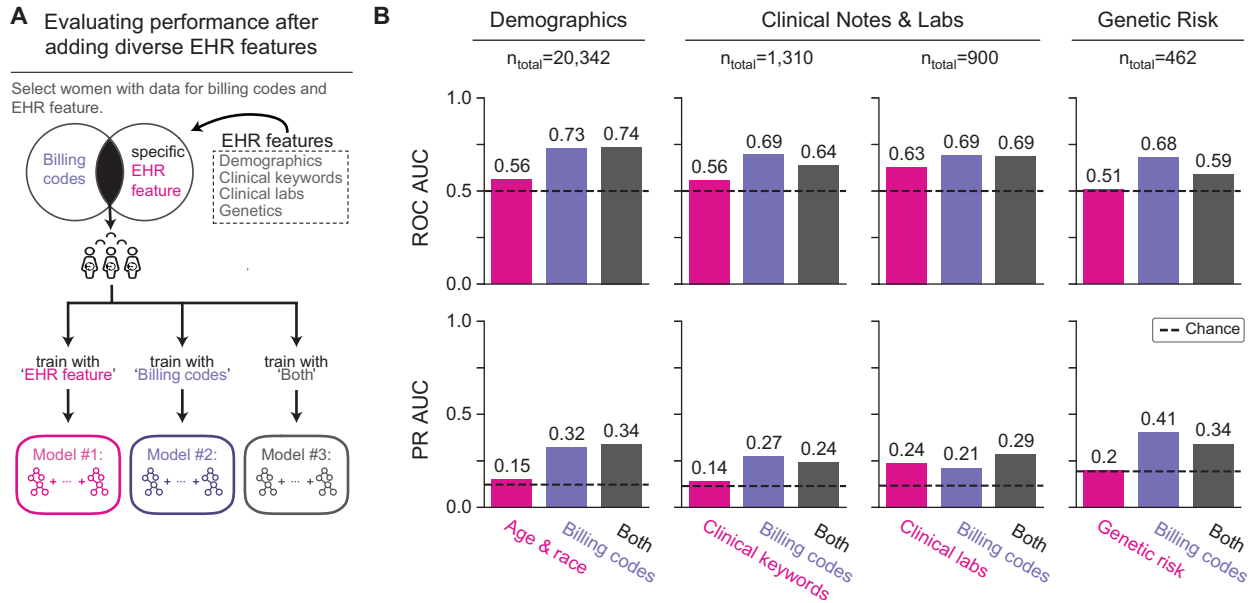 A
Evaluating performance after
adding diverse EHR features
Select women with data for billing codes and
EHR feature.
Billing
codes
specific
EHR
feature
EHR features
Demographics
Clinical keywords
Clinical labs
Genetics
train with
'EHR feature'
train with
'Billing codes'
train with
'Both'
Model #1:
+ ... +
Model #2:
+ ... +
Model #3:
+ ... +
B
Demographics
Clinical Notes & Labs
Genetic Risk
n_total=20,342
n_total=1,310
n_total=900
n_total=462
ROC AUC
1.0
0.5
0.0
0.56
0.73
0.74
0.56
0.69
0.64
0.63
0.69
0.69
0.51
0.68
0.59
PR AUC
1.0
0.5
0.0
0.15
0.32
0.34
0.14
0.27
0.24
0.24
0.21
0.29
0.2
0.41
0.34
Chance
Age & race
Billing codes
Both
Clinical keywords
Billing codes
Both
Clinical labs
Billing codes
Both
Genetic risk
Billing codes
Both